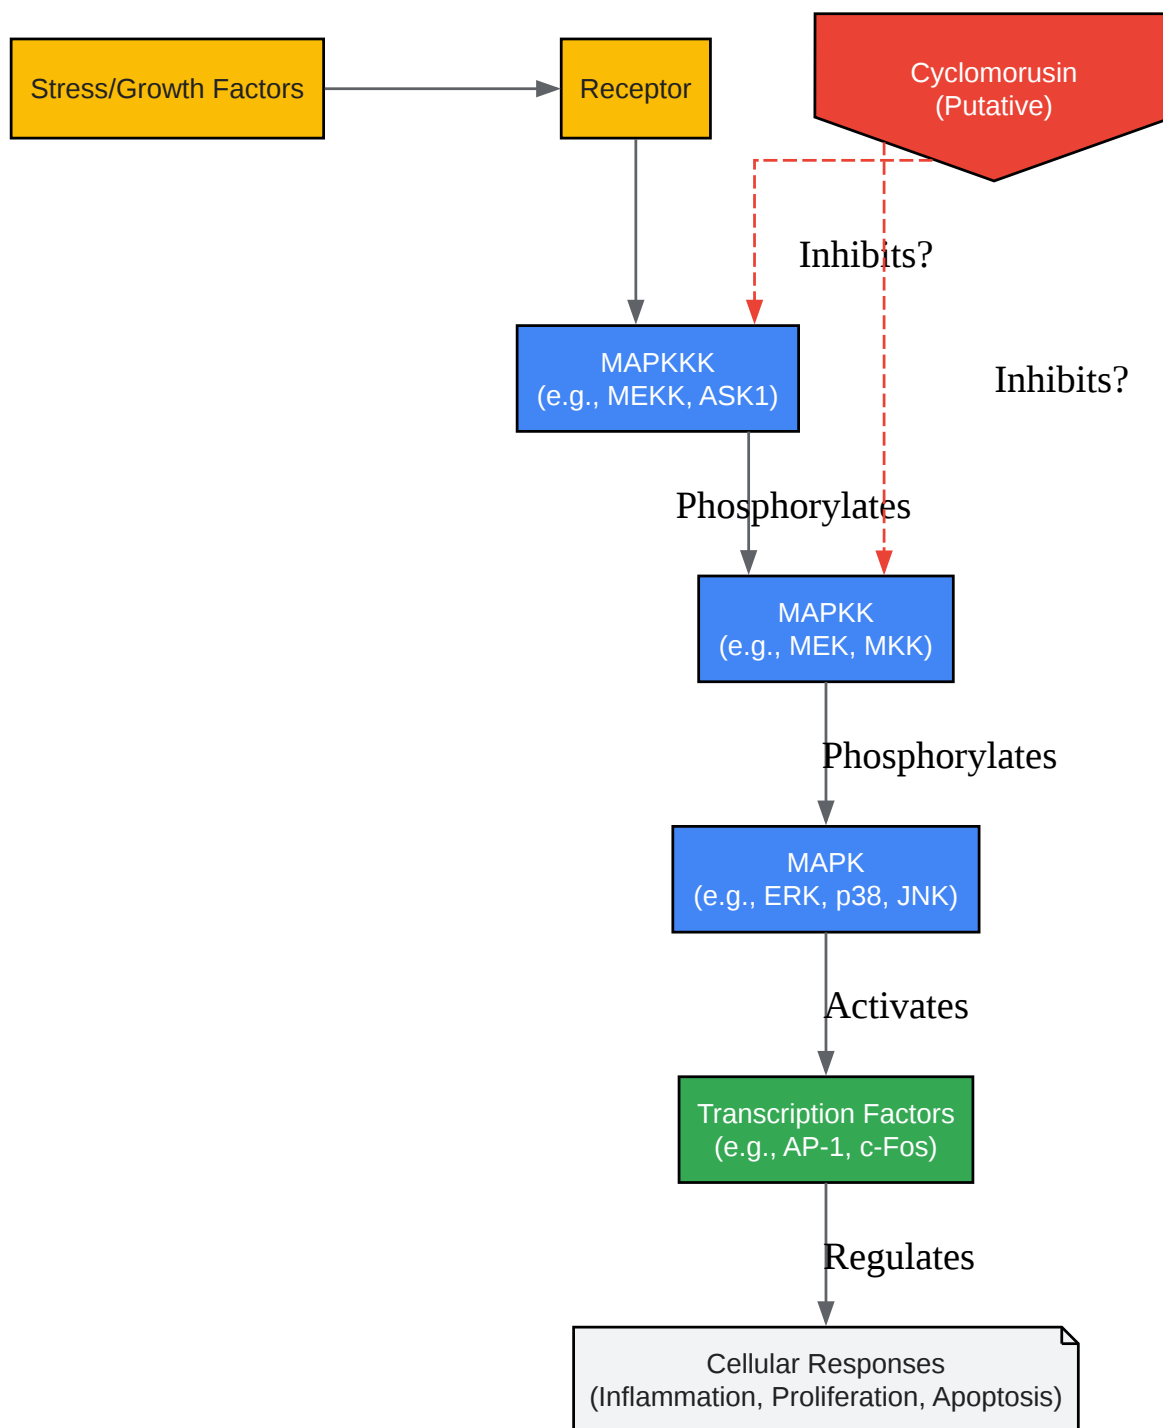 Stress/Growth Factors
Receptor
Cyclomorusin
(Putative)
Inhibits?
MAPKKK
(e.g., MEKK, ASK1)
Inhibits?
Phosphorylates
MAPKK
(e.g., MEK, MKK)
Phosphorylates
MAPK
(e.g., ERK, p38, JNK)
Activates
Transcription Factors
(e.g., AP-1, c-Fos)
Regulates
Cellular Responses
(Inflammation, Proliferation, Apoptosis)